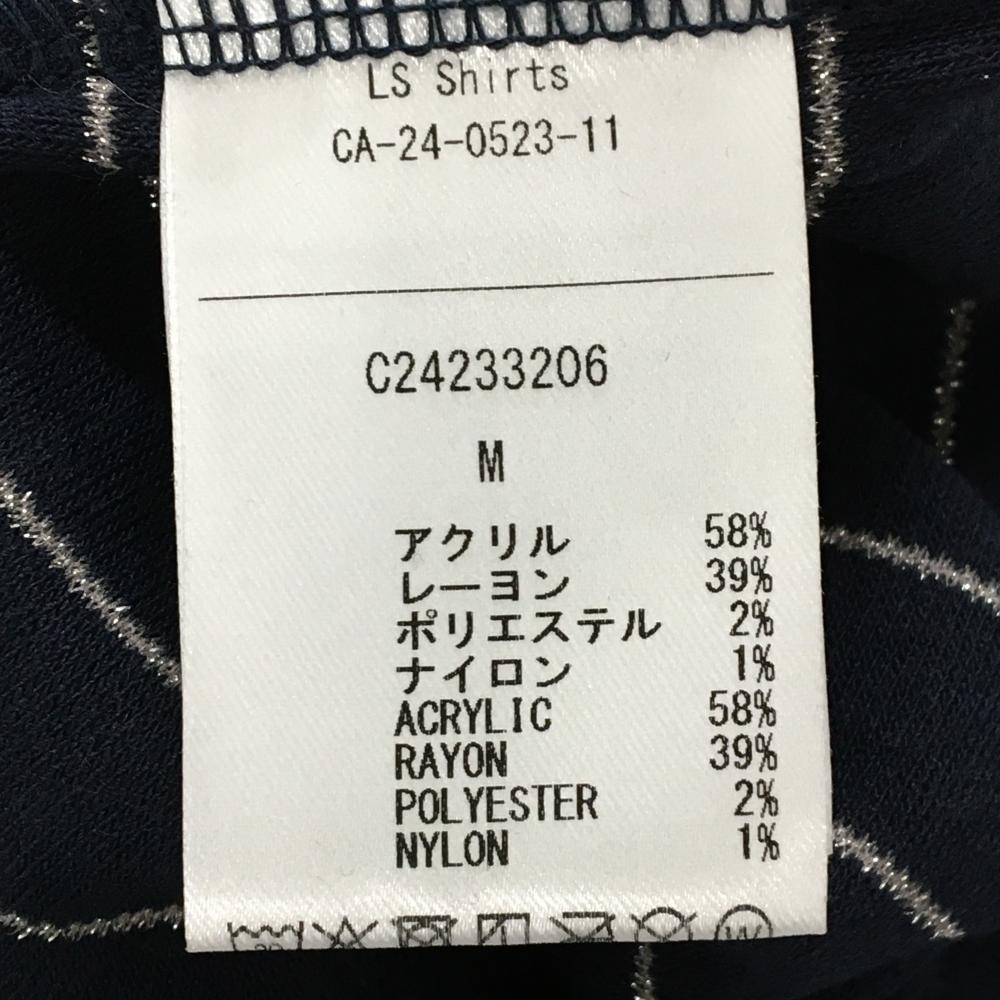 LS Shirts
CA-24-0523-11
C24233206
M
アクリル 58%
レーヨン 39%
ポリエステル 2%
ナイロン 1%
ACRYLIC 58%
RAYON 39%
POLYESTER 2%
NYLON 1%